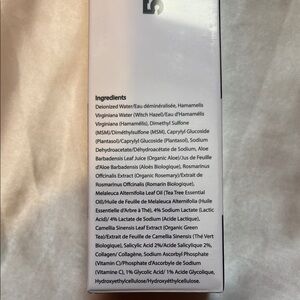 5
Ingredients
Deionized Water/Eau déminéralisée, Hamamelis
Virginiana Water (Witch Hazel)/Eau d'Hamamélis
Virginiana (Hamamélis), Dimethyl Sulfone
(MSM)/Diméthylsulfone (MSM), Caprylyl Glucoside
(Plantasol)/Caprylyl Glucoside (Plantsol), Sodium
Dehydroacetate/Déhydroacétate de Sodium, Aloe
Barbadensis Leaf Juice (Organic Aloe)/Jus de Feuille
d'Aloe Barbadensis (Aloès Biologique), Rosmarinus
Officinalis Extract (Organic Rosemary)/Extrait de
Rosmarinus Officinalis (Romarin Biologique),
Melaleuca Alternifolia Leaf Oil (Tea Tree Essential
Oil)/Huile de Feuille de Melaleuca Alternifolia (Huile
Essentielle d'Arbre à Thé), 4% Sodium Lactate (Lactic
Acid)/ 4% Lactate de Sodium (Acide Lactique),
Camellia Sinensis Leaf Extract (Organic Green
Tea)/Extrait de Feuille de Camellia Sinensis (The Vert
Biologique), Salicylic Acid 2%/Acide Salicylique 2%,
Collagen/ Collagène, Sodium Ascorbyl Phosphate
(Vitamin C)/Phosphate d'Ascorbyle de Sodium
(Vitamine C), 1% Glycolic Acid/ 1% Acide Glycolique,
Hydroxyethylcellulose/Hydroxyéthylcellulose.